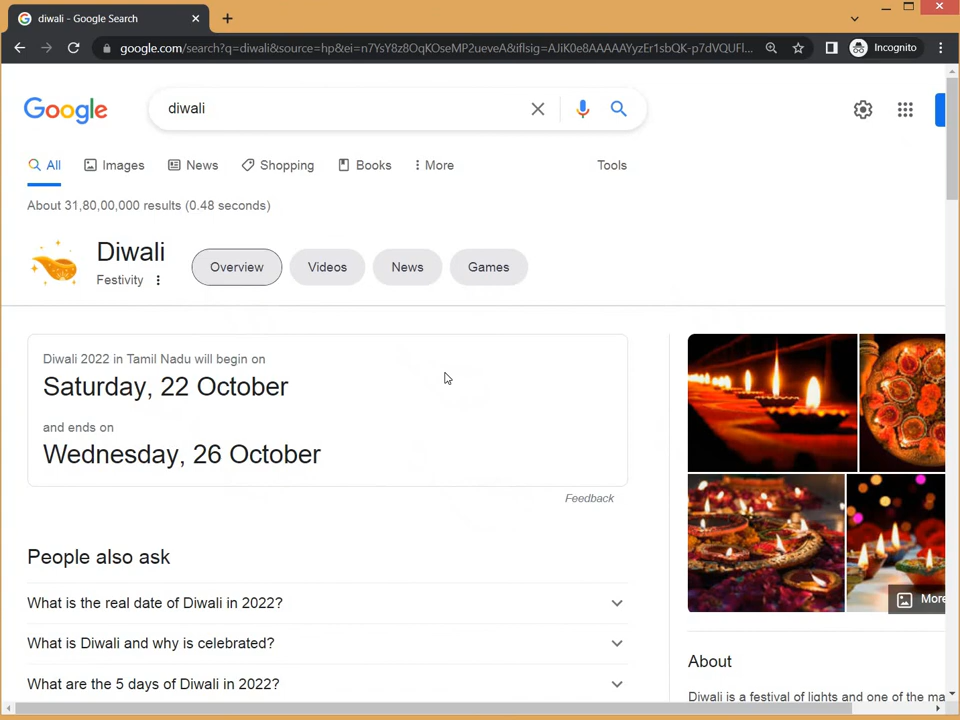 diwali - Google Search
google.com/search?q=diwali&source=hp&ei=n7YsY8z8OqKOseMP2ueveA&iflsig=AJiK0e8AAAAAYyzEr1sbQK-p7dVQUFl...
Incognito
Google
diwali
All Images News Shopping Books More Tools
About 31,80,00,000 results (0.48 seconds)
Diwali
Festivity
Overview Videos News Games
Diwali 2022 in Tamil Nadu will begin on
Saturday, 22 October
and ends on
Wednesday, 26 October
Feedback
People also ask
What is the real date of Diwali in 2022?
What is Diwali and why is celebrated?
What are the 5 days of Diwali in 2022?
More
About
Diwali is a festival of lights and one of the ma